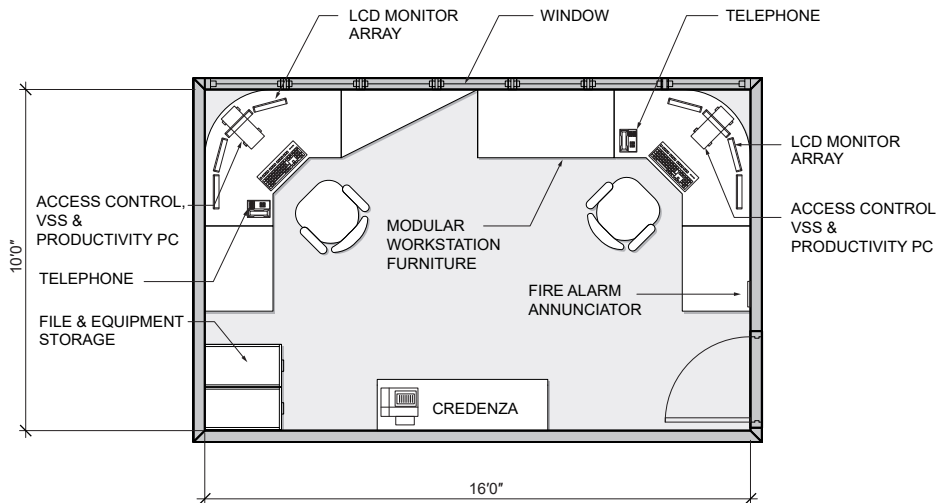 LCD MONITOR
ARRAY
WINDOW
TELEPHONE
LCD MONITOR
ARRAY
ACCESS CONTROL,
VSS &
PRODUCTIVITY PC
ACCESS CONTROL
VSS &
PRODUCTIVITY PC
MODULAR
WORKSTATION
FURNITURE
TELEPHONE
FIRE ALARM
ANNUNCIATOR
FILE & EQUIPMENT
STORAGE
CREDENZA
10'0"
16'0"